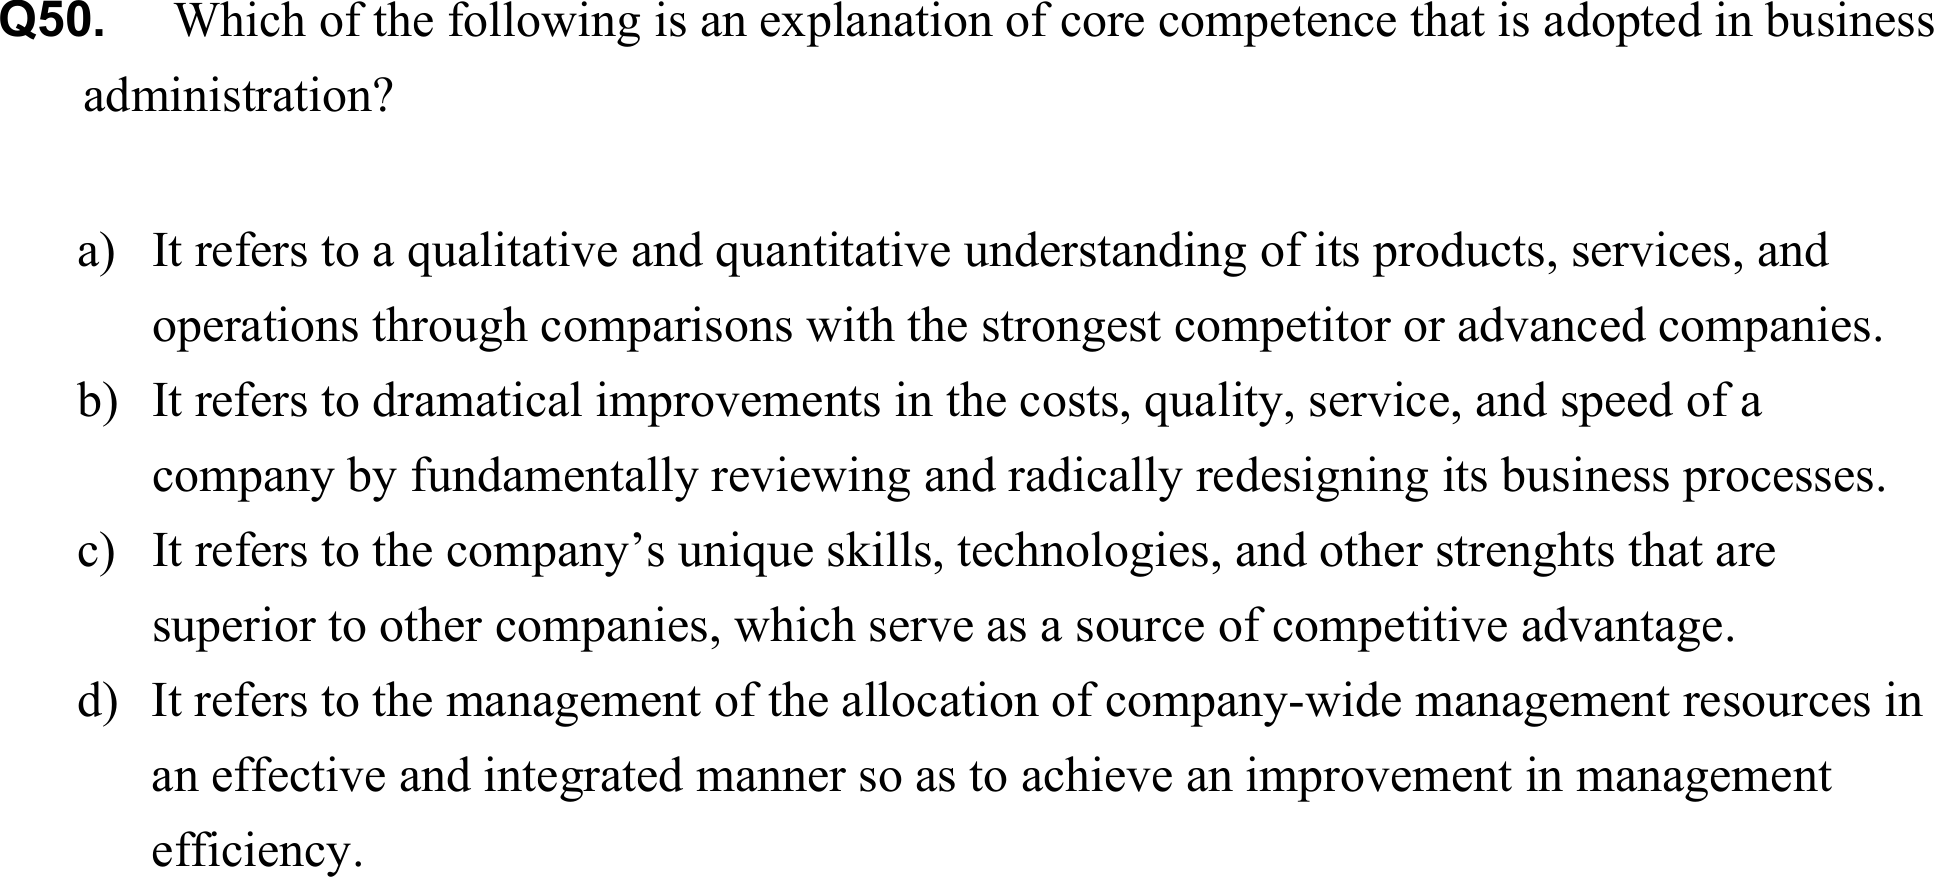 Q50. Which of the following is an explanation of core competence that is adopted in business
administration?
a) It refers to a qualitative and quantitative understanding of its products, services, and
operations through comparisons with the strongest competitor or advanced companies.
b) It refers to dramatical improvements in the costs, quality, service, and speed of a
company by fundamentally reviewing and radically redesigning its business processes.
c) It refers to the company’s unique skills, technologies, and other strenghts that are
superior to other companies, which serve as a source of competitive advantage.
d) It refers to the management of the allocation of company-wide management resources in
an effective and integrated manner so as to achieve an improvement in management
efficiency.